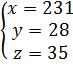 x = 231
y = 28
z = 35